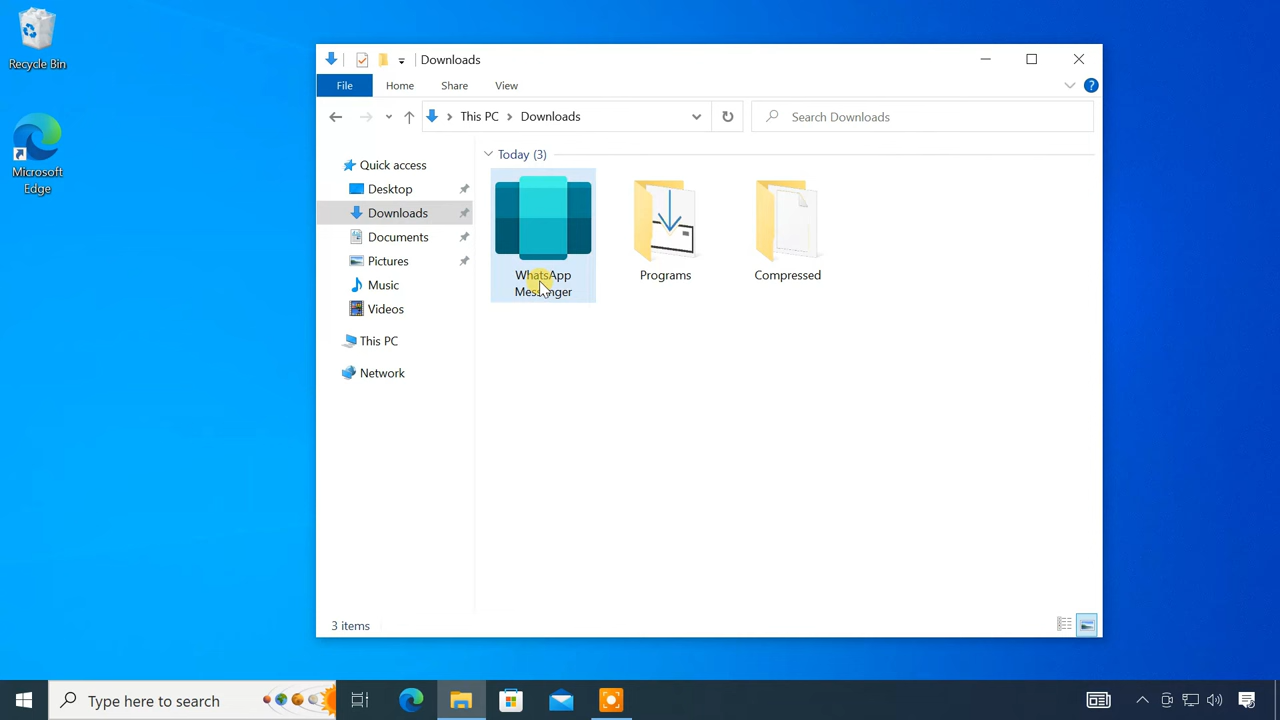 Recycle Bin
Microsoft
Edge
Downloads
File Home Share View
This PC Downloads
Search Downloads
Quick access
Desktop
Downloads
Documents
Pictures
Music
Videos
This PC
Network
Today (3)
WhatsApp
Messenger
Programs
Compressed
3 items
Type here to search